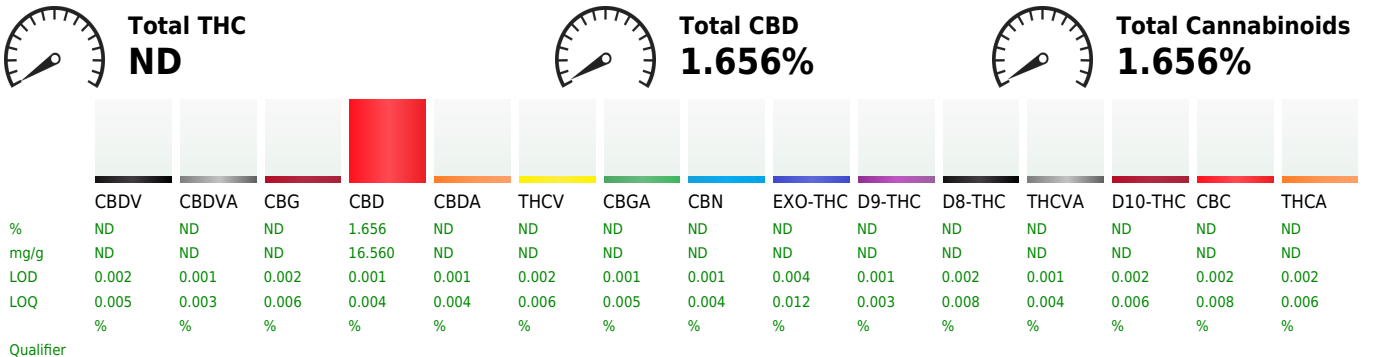 Total THC
ND
Total CBD
1.656%
Total Cannabinoids
1.656%
CBDV CBDVA CBG CBD CBDA THCV CBGA CBN EXO-THC D9-THC D8-THC THCVA D10-THC CBC THCA
% ND ND ND 1.656 ND ND ND ND ND ND ND ND ND ND ND
mg/g ND ND ND 16.560 ND ND ND ND ND ND ND ND ND ND ND
LOD 0.002 0.001 0.002 0.001 0.001 0.002 0.001 0.001 0.004 0.001 0.002 0.001 0.002 0.002 0.002
LOQ 0.005 0.003 0.006 0.004 0.004 0.006 0.005 0.004 0.012 0.003 0.008 0.004 0.006 0.008 0.006
% % % % % % % % % % % % % % %
Qualifier